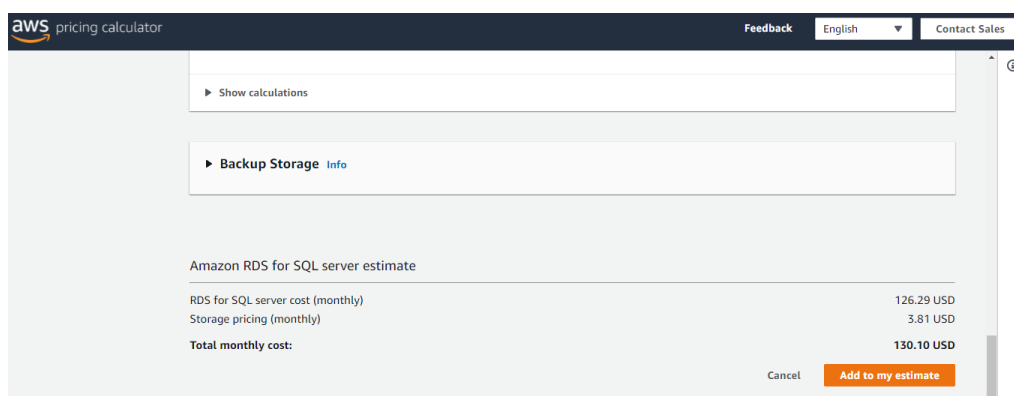 aws pricing calculator Feedback English Contact Sales
Show calculations
Backup Storage Info
Amazon RDS for SQL server estimate
RDS for SQL server cost (monthly) 126.29 USD
Storage pricing (monthly) 3.81 USD
Total monthly cost: 130.10 USD
Cancel Add to my estimate